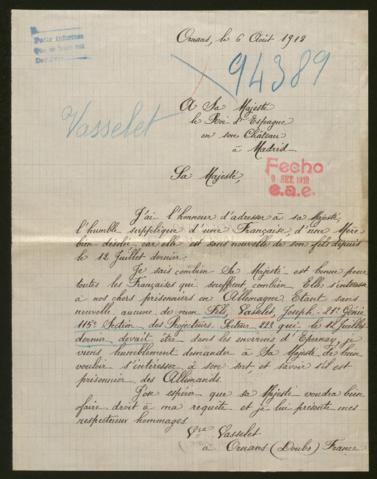 Ornans, le 6 Août 1918
94389
Vasselet
A Sa Majesté
le Roi d'Espagne
en son Château
à Madrid
Fecho
e.a.e.
Sa Majesté,
J'ai l'honneur d'adresser à sa Majesté,
l'humble supplique d'une Française, d'une Mère
bien désolée, car elle est sans nouvelle de son fils depuis
le 12 Juillet dernier.
Je sais combien Sa Majesté est bonne pour
toutes les Françaises qui souffrent combien Elle s'intéresse
à nos chers prisonniers en Allemagne. Etant sans
nouvelle aucune de mon Fils, Vasselet, Joseph. 21e Génie
115e Section des Projecteurs, Secteur 223 qui le 12 Juillet
dernier devait être dans les environs d'Epernay, je
viens humblement demander à Sa Majesté de bien
vouloir s'intéresser à son sort et savoir s'il est
prisonnier des Allemands.
J'ose espérer que sa Majesté voudra bien
faire droit à ma requête et je lui présente mes
respectueux hommages.
Vve Vasselet
à Ornans (Doubs) France